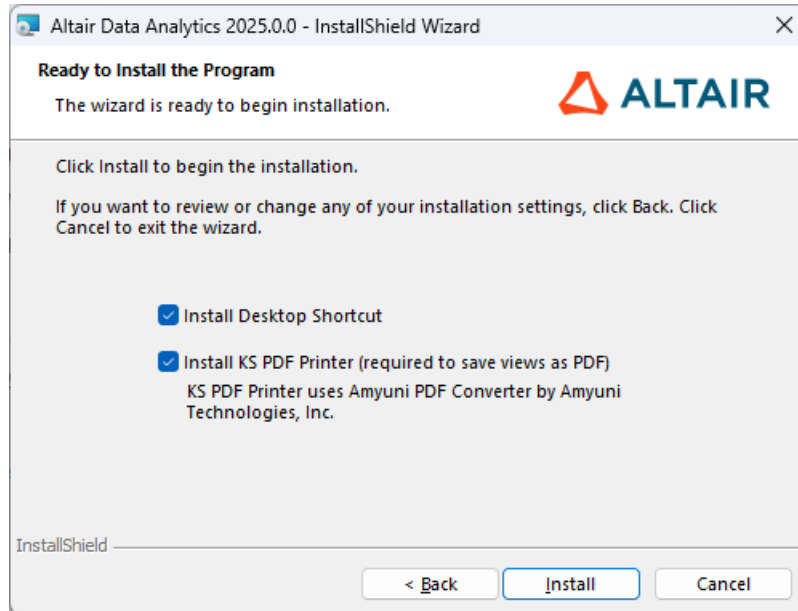 Altair Data Analytics 2025.0.0 - InstallShield Wizard
Ready to Install the Program
The wizard is ready to begin installation.
ALTAIR
Click Install to begin the installation.
If you want to review or change any of your installation settings, click Back. Click
Cancel to exit the wizard.
Install Desktop Shortcut
Install KS PDF Printer (required to save views as PDF)
KS PDF Printer uses Amyuni PDF Converter by Amyuni
Technologies, Inc.
InstallShield
< Back
Install
Cancel